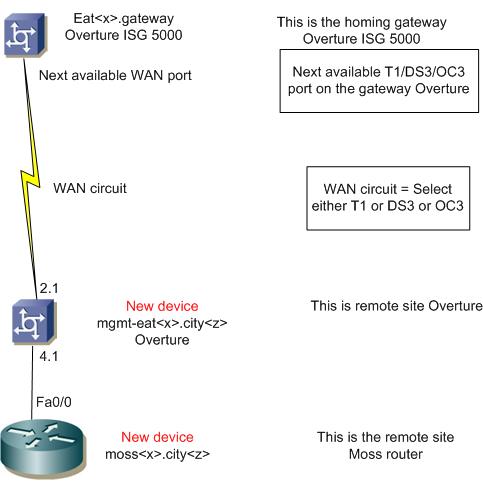 Eat<x>.gateway
Overture ISG 5000
This is the homing gateway
Overture ISG 5000
Next available WAN port
Next available T1/DS3/OC3
port on the gateway Overture
WAN circuit
WAN circuit = Select
either T1 or DS3 or OC3
2.1
New device
mgmt-eat<x>.city<z>
Overture
This is remote site Overture
4.1
Fa0/0
New device
moss<x>.city<z>
This is the remote site
Moss router